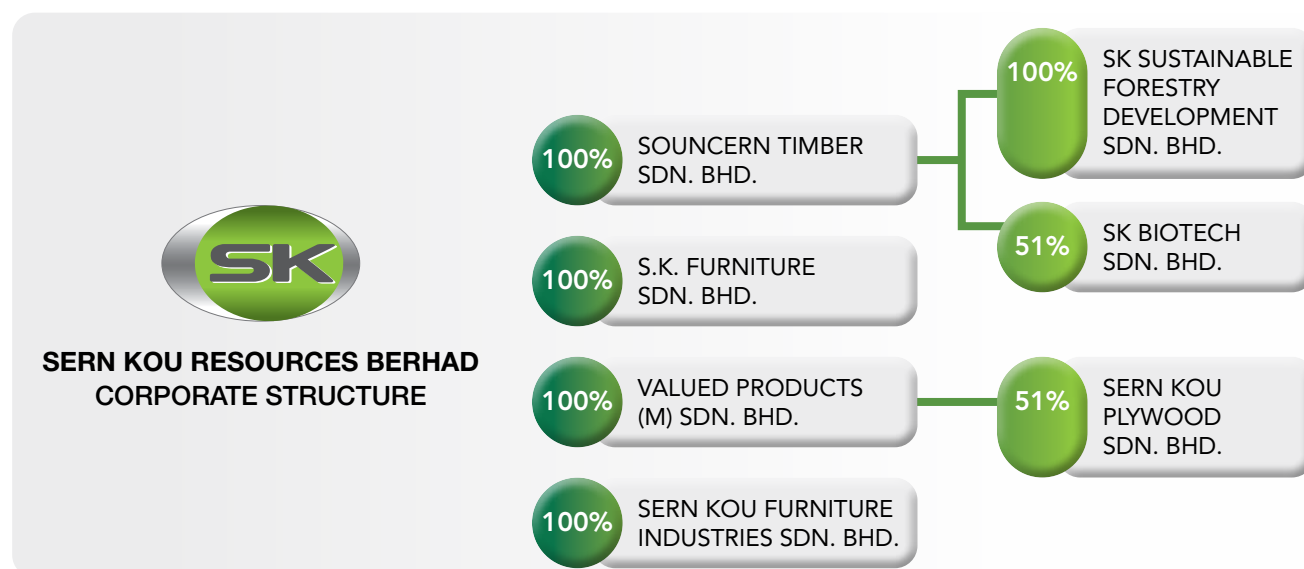 SK
SERN KOU RESOURCES BERHAD
CORPORATE STRUCTURE
100%
SOUNCERN TIMBER
SDN. BHD.
100%
SK SUSTAINABLE
FORESTRY
DEVELOPMENT
SDN. BHD.
51%
SK BIOTECH
SDN. BHD.
100%
S.K. FURNITURE
SDN. BHD.
100%
VALUED PRODUCTS
(M) SDN. BHD.
51%
SERN KOU
PLYWOOD
SDN. BHD.
100%
SERN KOU FURNITURE
INDUSTRIES SDN. BHD.